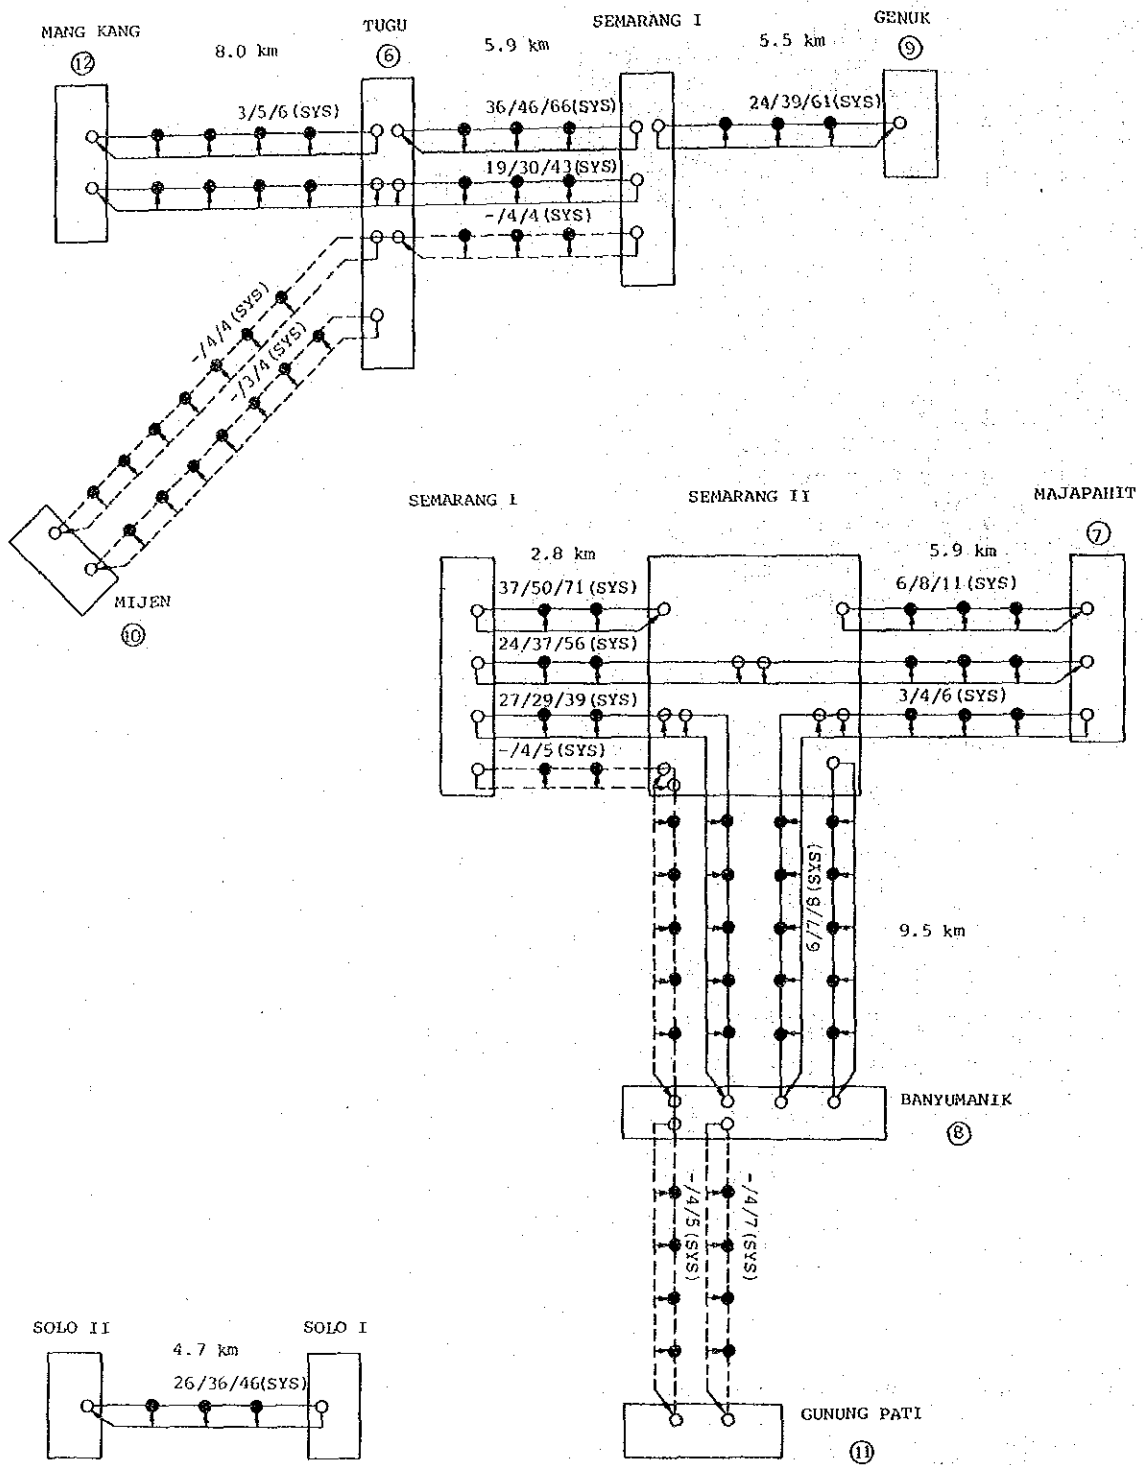 MANG KANG
⑫
8.0 km
TUGU
⑥
5.9 km
SEMARANG I
5.5 km
GENUK
⑨
3/5/6(SYS)
36/46/66(SYS)
24/39/61(SYS)
19/30/43(SYS)
-/4/4(SYS)
-/4/4(SYS)
-/3/4(SYS)
MIJEN
⑩
SEMARANG I
SEMARANG II
MAJAPAHIT
⑦
2.8 km
5.9 km
37/50/71(SYS)
6/8/11(SYS)
24/37/56(SYS)
27/29/39(SYS)
3/4/6(SYS)
-/4/5(SYS)
6/7/8(SYS)
9.5 km
BANYUMANIK
⑧
-/4/5(SYS)
-/4/7(SYS)
GUNUNG PATI
⑪
SOLO II
SOLO I
4.7 km
26/36/46(SYS)